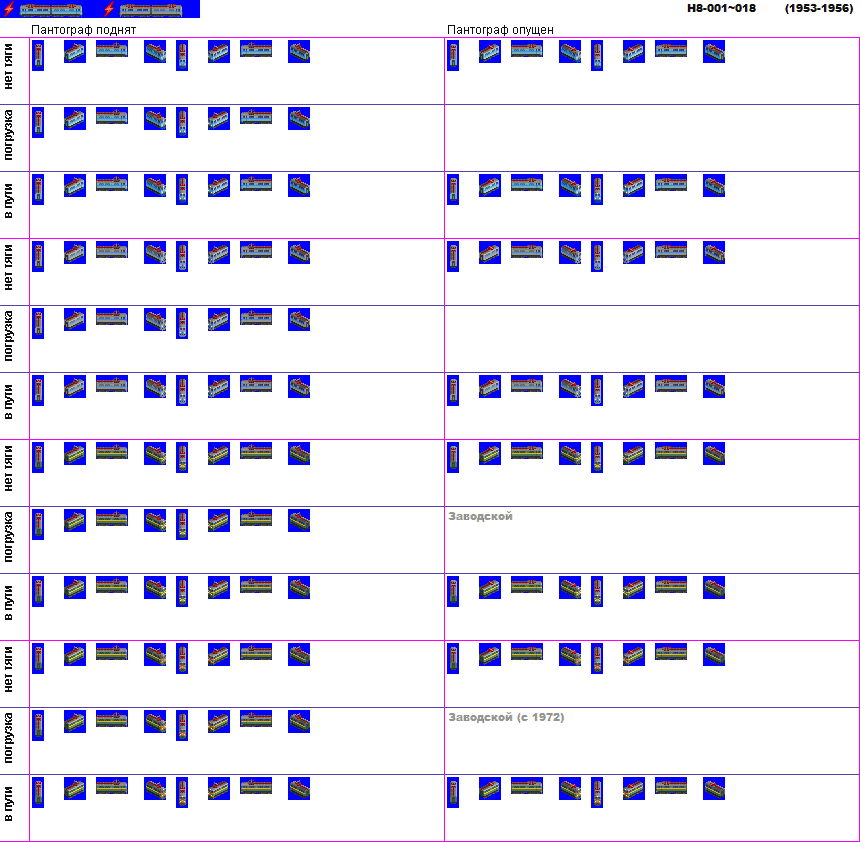 Н8-001~018 (1953-1956)
Пантограф поднят Пантограф опущен
нет тяги
погрузка
в пути
нет тяги
погрузка
в пути
нет тяги
погрузка
Заводской
в пути
нет тяги
погрузка
Заводской (с 1972)
в пути